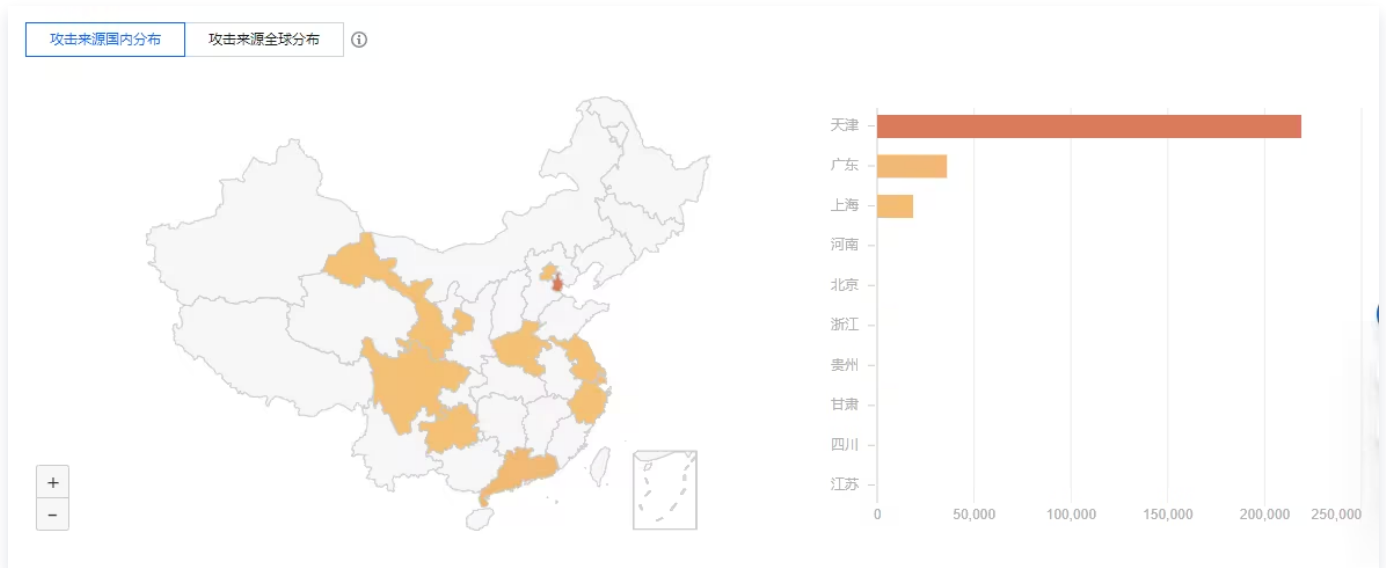 攻击来源国内分布 攻击来源全球分布
天津
广东
上海
河南
北京
浙江
贵州
甘肃
四川
江苏
0 50,000 100,000 150,000 200,000 250,000
+
−